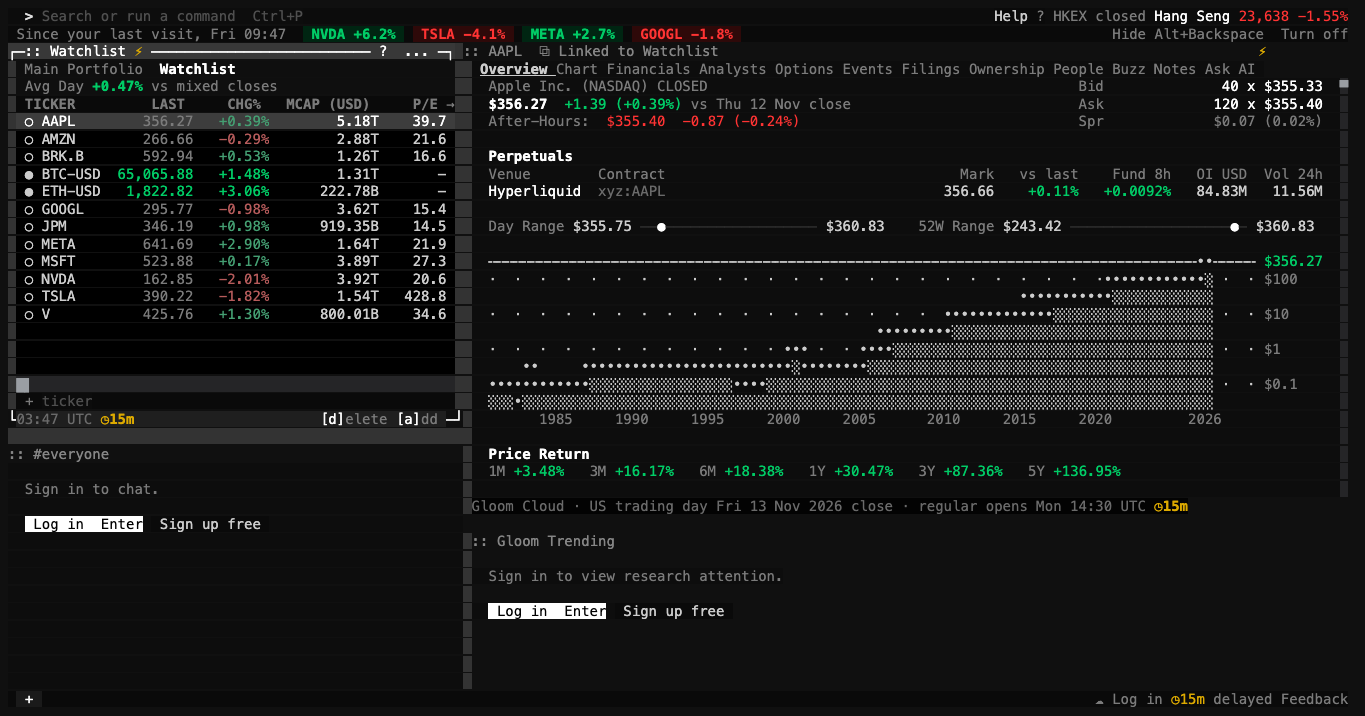 > Search or run a command  Ctrl+P
Help ? HKEX closed Hang Seng 23,638 −1.55%
Since your last visit, Fri 09:47  NVDA +6.2%  TSLA −4.1%  META +2.7%  GOOGL −1.8%
Hide Alt+Backspace  Turn off
:: Watchlist ⚡ ? ...
Main Portfolio  Watchlist
Avg Day +0.47% vs mixed closes
TICKER  LAST  CHG%  MCAP (USD)  P/E →
○ AAPL  356.27  +0.39%  5.18T  39.7
○ AMZN  266.66  −0.29%  2.88T  21.6
○ BRK.B  592.94  +0.53%  1.26T  16.6
● BTC-USD  65,065.88  +1.48%  1.31T  —
● ETH-USD  1,822.82  +3.06%  222.78B  —
○ GOOGL  295.77  −0.98%  3.62T  15.4
○ JPM  346.19  +0.98%  919.35B  14.5
○ META  641.69  +2.90%  1.64T  21.9
○ MSFT  523.88  +0.17%  3.89T  27.3
○ NVDA  162.85  −2.01%  3.92T  20.6
○ TSLA  390.22  −1.82%  1.54T  428.8
○ V  425.76  +1.30%  800.01B  34.6
+ ticker
03:47 UTC ◷15m  [d]elete [a]dd
:: #everyone
Sign in to chat.
Log in  Enter  Sign up free
:: AAPL  ⧉ Linked to Watchlist ⚡
Overview Chart Financials Analysts Options Events Filings Ownership People Buzz Notes Ask AI
Apple Inc. (NASDAQ) CLOSED  Bid  40 x $355.33
$356.27  +1.39 (+0.39%) vs Thu 12 Nov close  Ask  120 x $355.40
After-Hours:  $355.40  −0.87 (−0.24%)  Spr  $0.07 (0.02%)
Perpetuals
Venue  Contract  Mark  vs last  Fund 8h  OI USD  Vol 24h
Hyperliquid  xyz:AAPL  356.66  +0.11%  +0.0092%  84.83M  11.56M
Day Range $355.75  $360.83  52W Range $243.42  $360.83
$356.27
$100
$10
$1
$0.1
1985  1990  1995  2000  2005  2010  2015  2020  2026
Price Return
1M +3.48%  3M +16.17%  6M +18.38%  1Y +30.47%  3Y +87.36%  5Y +136.95%
Gloom Cloud · US trading day Fri 13 Nov 2026 close · regular opens Mon 14:30 UTC ◷15m
:: Gloom Trending
Sign in to view research attention.
Log in  Enter  Sign up free
+
☁ Log in ◷15m delayed Feedback